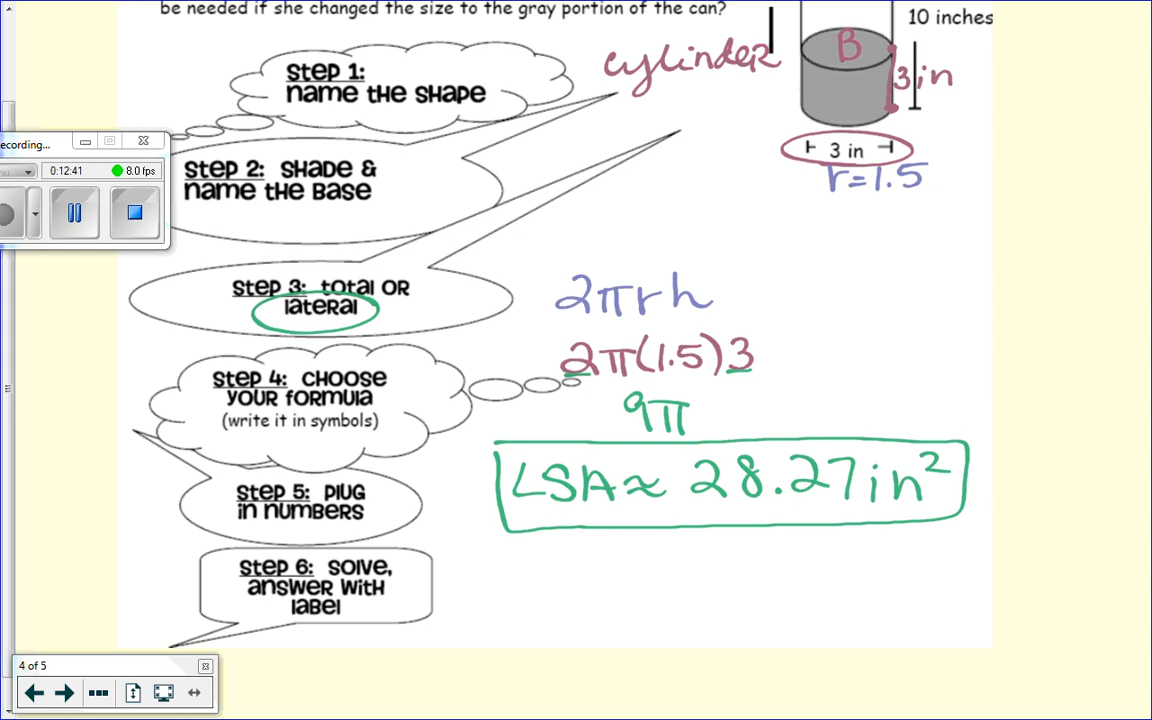 be needed if she changed the size to the gray portion of the can?
10 inches
Step 1:
name the shape
cylinder
B
3 in
3 in
r=1.5
ecording...
nu
0:12:41
8.0 fps
Step 2: Shade &
name the Base
Step 3: total or
lateral
2πrh
2π(1.5)3
9π
LSA≈ 28.27in²
Step 4: Choose
your formula
(write it in symbols)
Step 5: Plug
in numbers
Step 6: Solve,
answer with
label
4 of 5